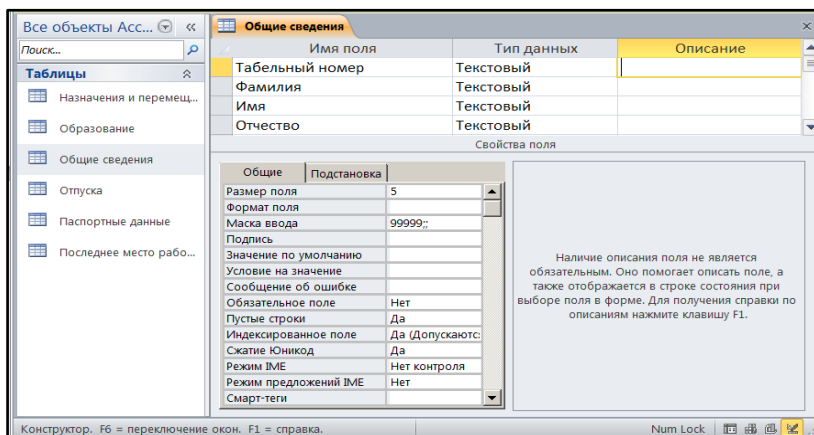 Все объекты Acc... «
Общие сведения
Поиск...
Таблицы
Назначения и перемещ...
Образование
Общие сведения
Отпуска
Паспортные данные
Последнее место рабо...
Имя поля Тип данных Описание
Табельный номер Текстовый
Фамилия Текстовый
Имя Текстовый
Отчество Текстовый
Свойства поля
Общие Подстановка
Размер поля 5
Формат поля
Маска ввода 99999;;
Подпись
Значение по умолчанию
Условие на значение
Сообщение об ошибке
Обязательное поле Нет
Пустые строки Да
Индексированное поле Да (Допускаютс:
Сжатие Юникод Да
Режим IME Нет контроля
Режим предложений IME Нет
Смарт-теги
Наличие описания поля не является
обязательным. Оно помогает описать поле, а
также отображается в строке состояния при
выборе поля в форме. Для получения справки по
описаниям нажмите клавишу F1.
Конструктор. F6 = переключение окон. F1 = справка. Num Lock